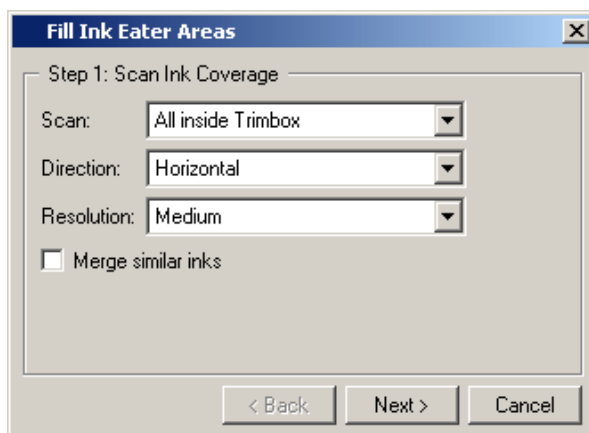 Fill Ink Eater Areas
Step 1: Scan Ink Coverage
Scan: All inside Trimbox
Direction: Horizontal
Resolution: Medium
Merge similar inks
< Back Next > Cancel